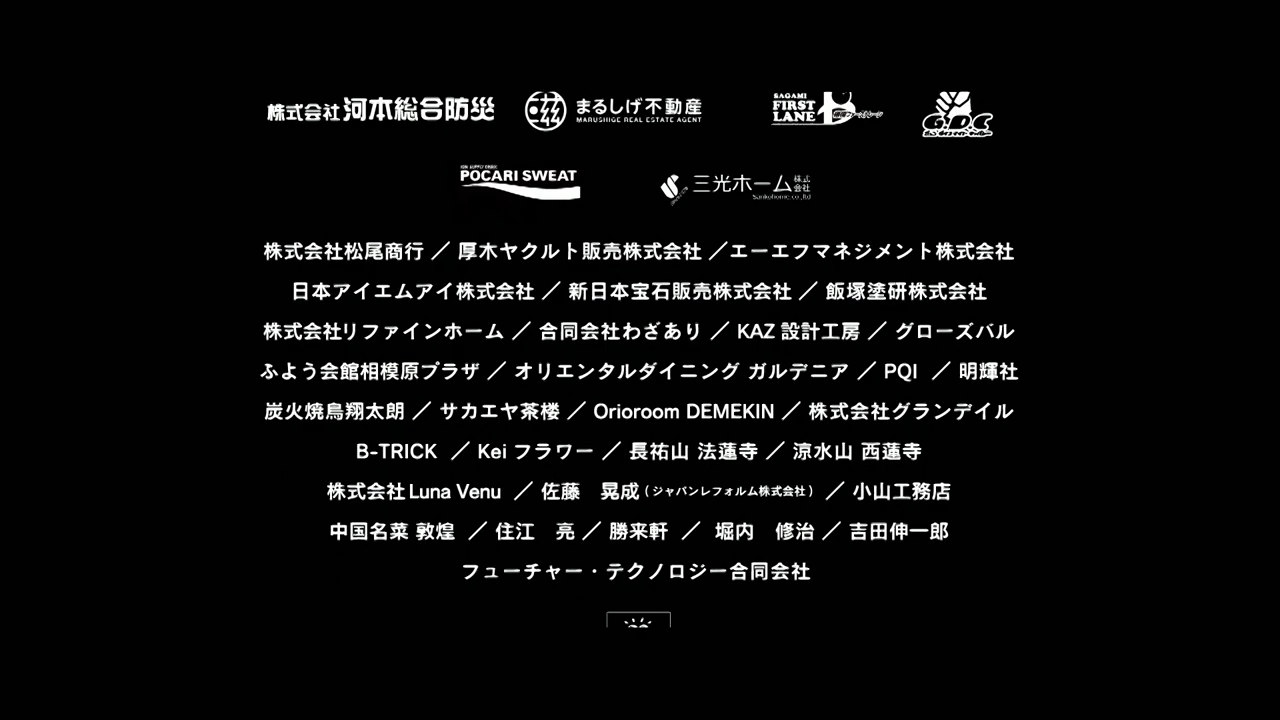 株式会社河本総合防災
まるしげ不動産
MARUSHIGE REAL ESTATE AGENT
SAGAMI
FIRST
LANE
G.D.C
ION SUPPLY DRINK
POCARI SWEAT
三光ホーム株式会社
Sankohome.co.,ltd
株式会社松尾商行 ／ 厚木ヤクルト販売株式会社 ／エーエフマネジメント株式会社
日本アイエムアイ株式会社 ／ 新日本宝石販売株式会社 ／ 飯塚塗研株式会社
株式会社リファインホーム ／ 合同会社わざあり ／ KAZ 設計工房 ／ グローズバル
ふよう会館相模原プラザ ／ オリエンタルダイニング ガルデニア ／ PQI ／ 明輝社
炭火焼鳥翔太朗 ／ サカエヤ茶楼 ／ Orioroom DEMEKIN ／ 株式会社グランデイル
B-TRICK ／ Kei フラワー ／ 長祐山 法蓮寺 ／ 涼水山 西蓮寺
株式会社Luna Venu ／ 佐藤　晃成（ジャパンレフォルム株式会社） ／ 小山工務店
中国名菜 敦煌 ／ 住江　亮 ／ 勝来軒 ／ 堀内　修治 ／ 吉田伸一郎
フューチャー・テクノロジー合同会社